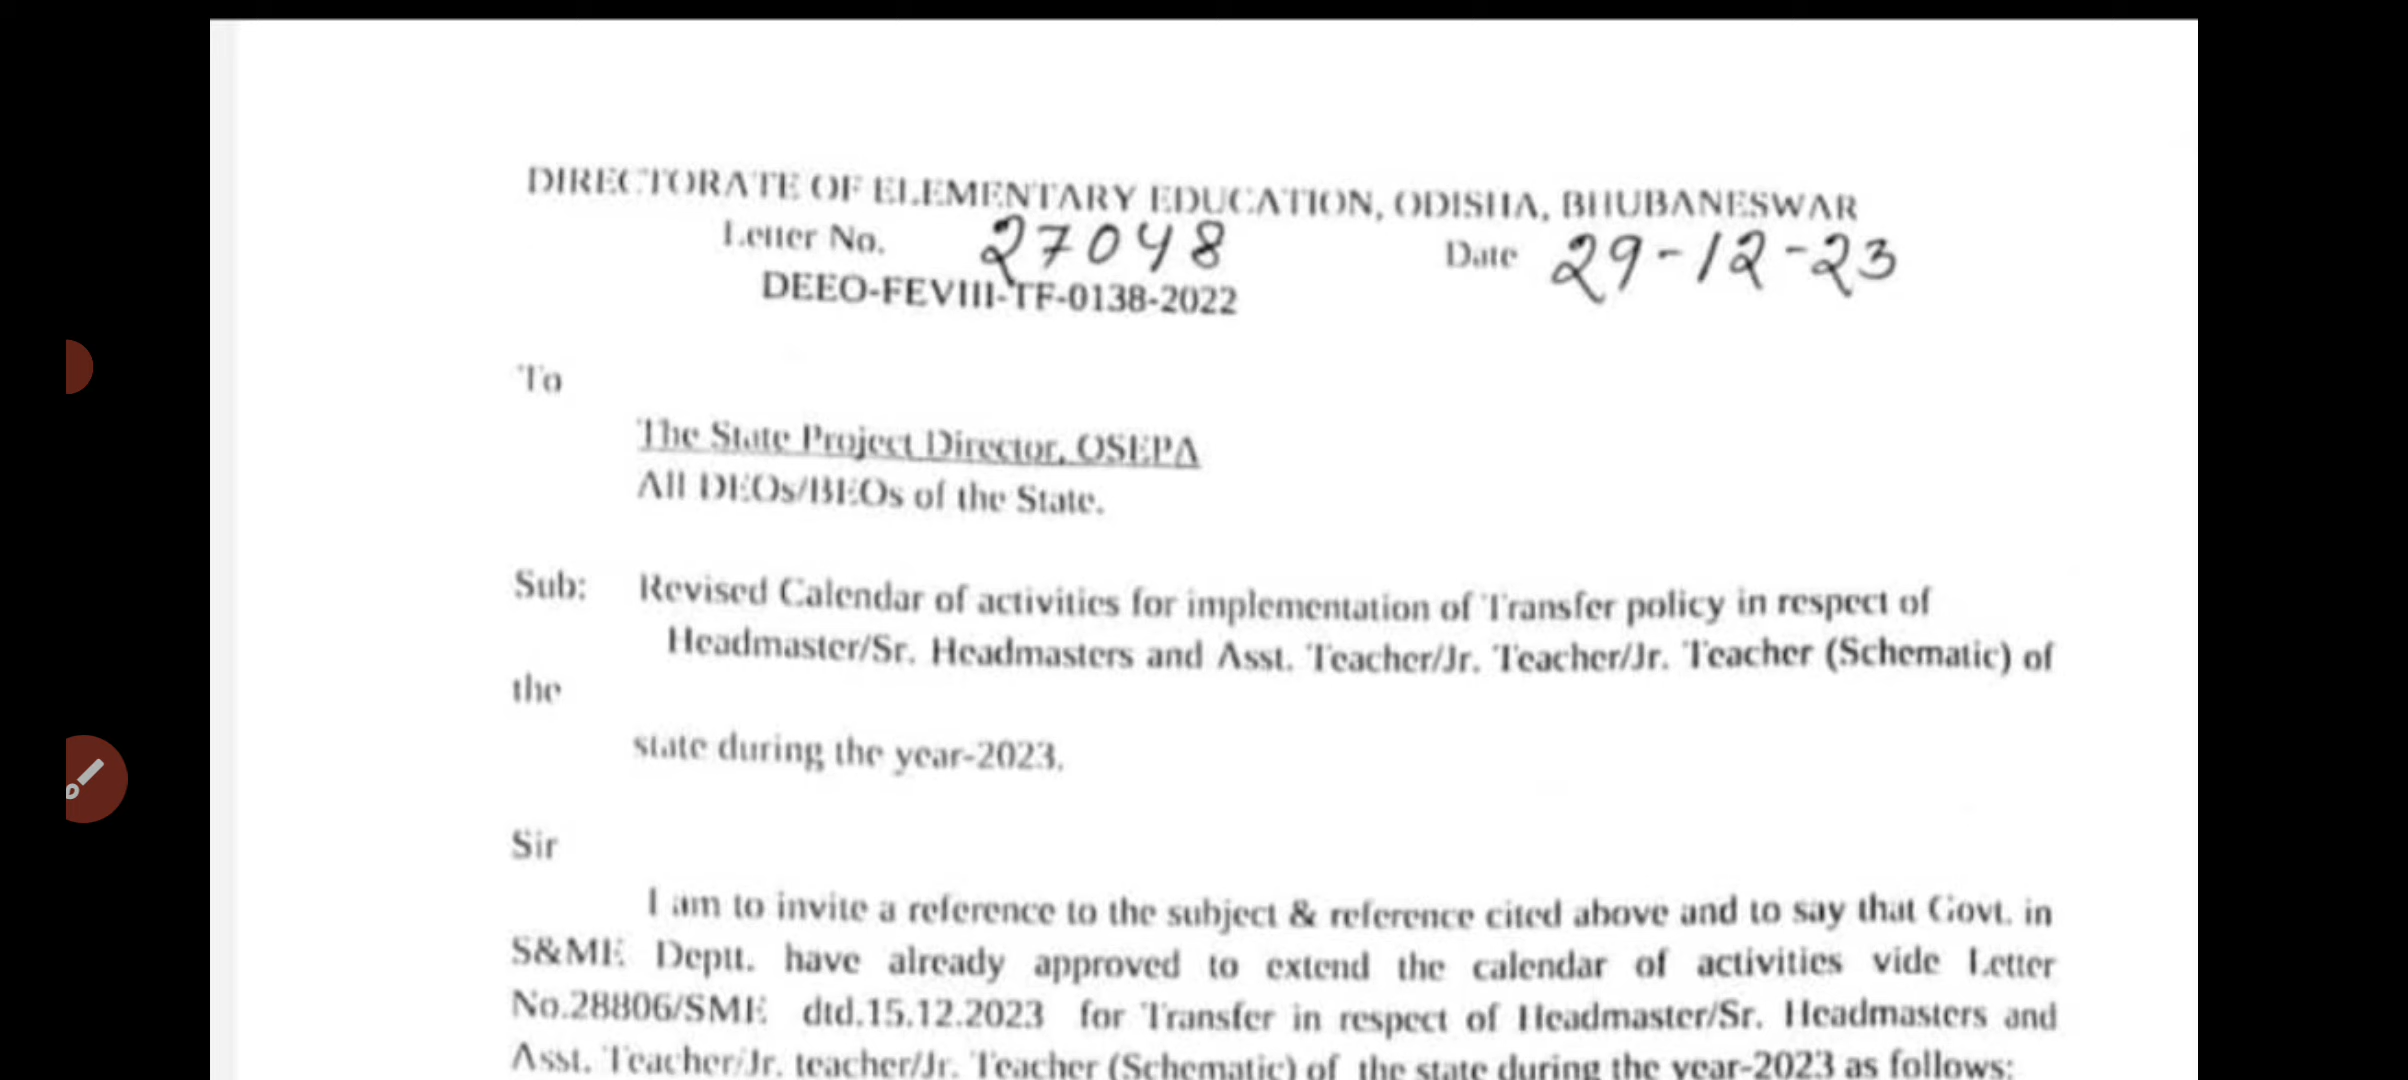 DIRECTORATE OF ELEMENTARY EDUCATION, ODISHA, BHUBANESWAR
Letter No. 27048 Date 29-12-23
DEEO-FEVIII-TF-0138-2022
To
The State Project Director, OSEPA
All DEOs/BEOs of the State.
Sub: Revised Calendar of activities for implementation of Transfer policy in respect of
Headmaster/Sr. Headmasters and Asst. Teacher/Jr. Teacher/Jr. Teacher (Schematic) of
the
state during the year-2023.
Sir
I am to invite a reference to the subject & reference cited above and to say that Govt. in
S&ME Deptt. have already approved to extend the calendar of activities vide Letter
No.28806/SME dtd.15.12.2023 for Transfer in respect of Headmaster/Sr. Headmasters and
Asst. Teacher/Jr. teacher/Jr. Teacher (Schematic) of the state during the year-2023 as follows: